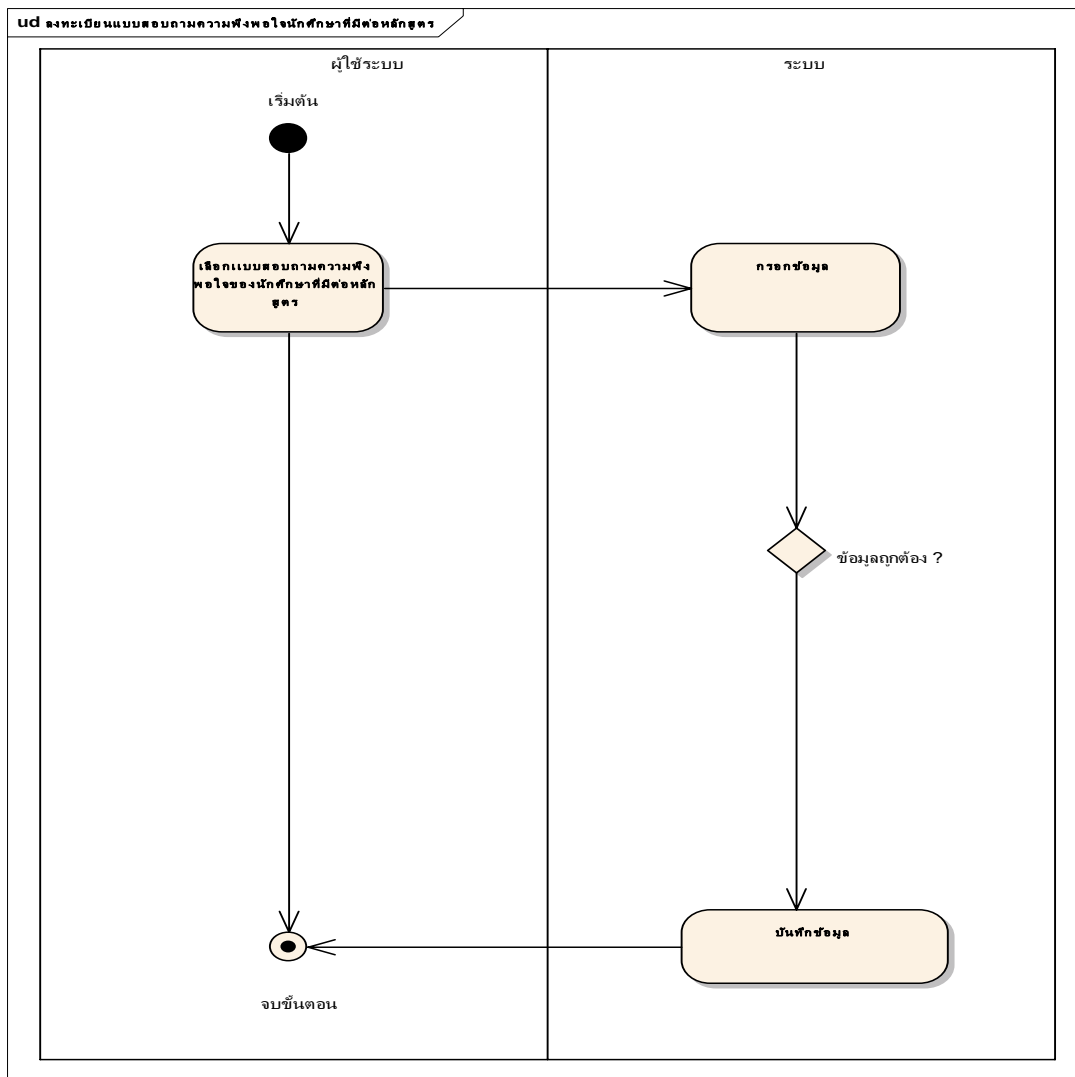 ud ลงทะเบียนแบบสอบถามความพึงพอใจนักศึกษาที่มีต่อหลักสูตร
ผู้ใช้ระบบ
ระบบ
เริ่มต้น
เลือกแบบสอบถามความพึง
พอใจของนักศึกษาที่มีต่อหลัก
สูตร
กรอกข้อมูล
ข้อมูลถูกต้อง ?
บันทึกข้อมูล
จบขั้นตอน